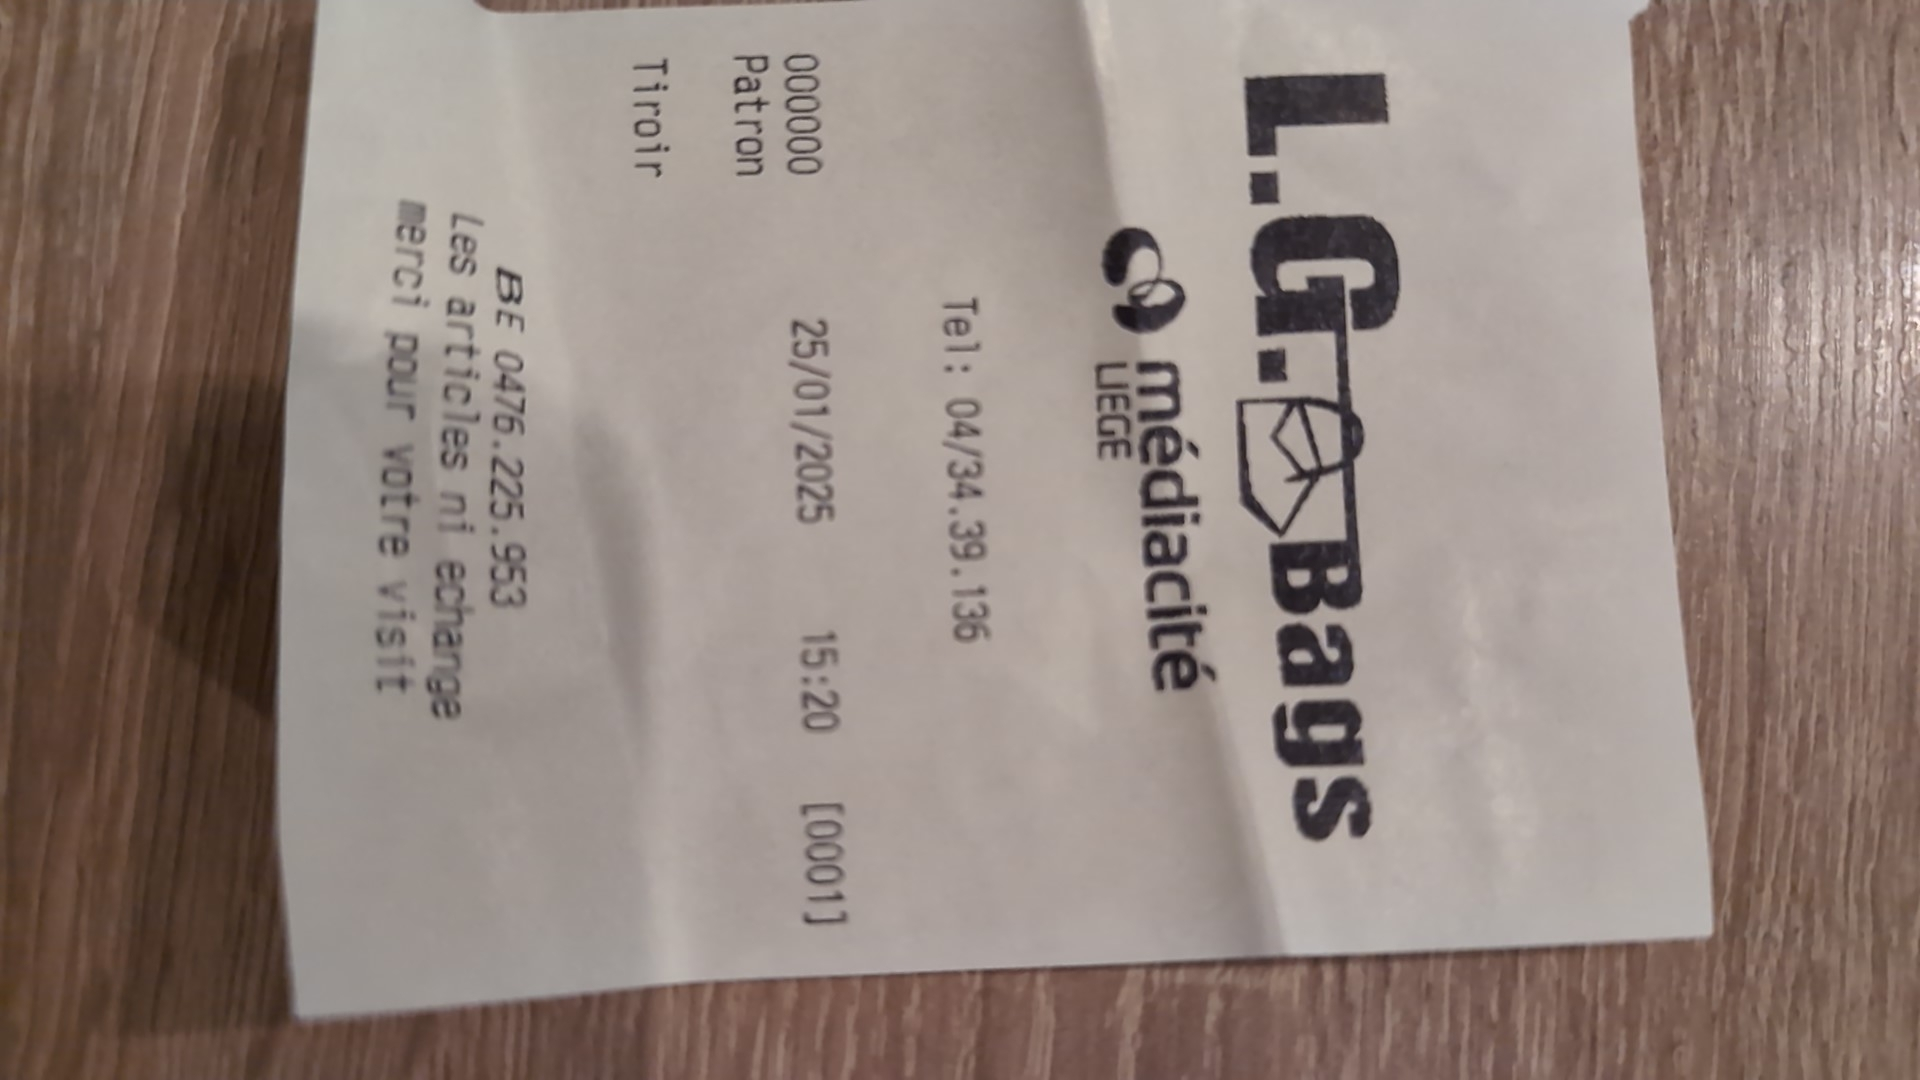 L.G. Bags
médiacité
LIEGE
Tel: 04/34.39.136
000000 25/01/2025 15:20 [0001]
Patron
Tiroir
BE 0476.225.953
Les articles ni echange
merci pour votre visit